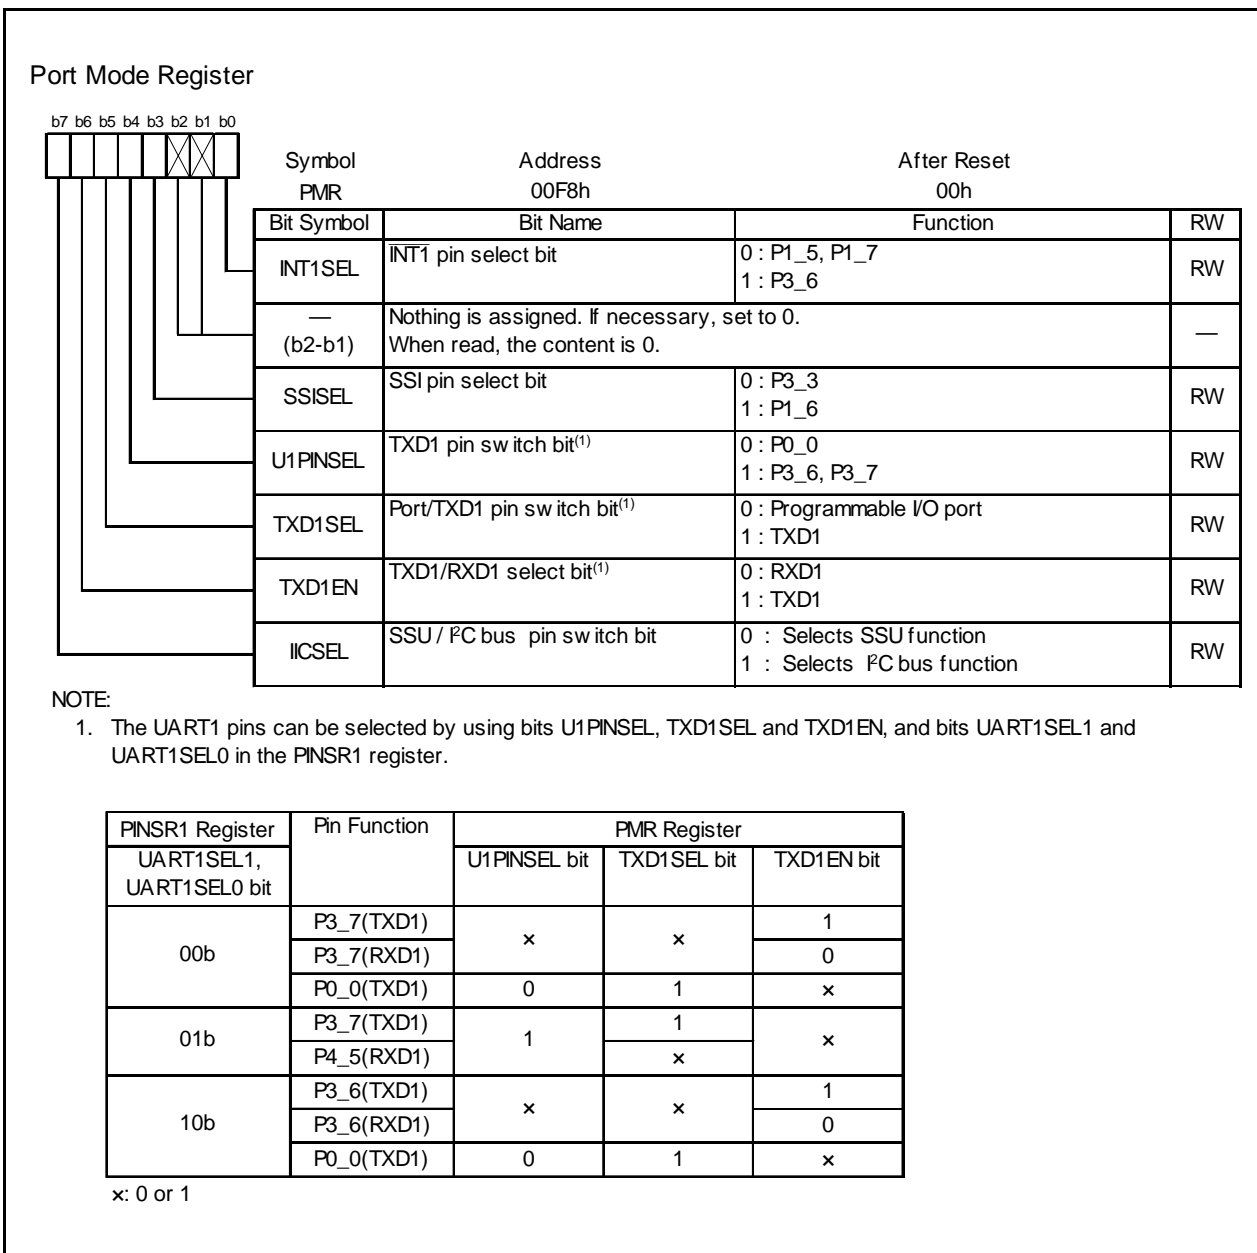 Port Mode Register
b7 b6 b5 b4 b3 b2 b1 b0
Symbol Address After Reset
PMR 00F8h 00h
Bit Symbol Bit Name Function RW
INT1SEL INT1 pin select bit 0 : P1_5, P1_7 RW
1 : P3_6
— Nothing is assigned. If necessary, set to 0. —
(b2-b1) When read, the content is 0.
SSISEL SSI pin select bit 0 : P3_3 RW
1 : P1_6
U1PINSEL TXD1 pin switch bit(1) 0 : P0_0 RW
1 : P3_6, P3_7
TXD1SEL Port/TXD1 pin switch bit(1) 0 : Programmable I/O port RW
1 : TXD1
TXD1EN TXD1/RXD1 select bit(1) 0 : RXD1 RW
1 : TXD1
IICSEL SSU / I²C bus pin switch bit 0 : Selects SSU function RW
1 : Selects I²C bus function
NOTE:
1. The UART1 pins can be selected by using bits U1PINSEL, TXD1SEL and TXD1EN, and bits UART1SEL1 and
UART1SEL0 in the PINSR1 register.
PINSR1 Register Pin Function PMR Register
UART1SEL1, U1PINSEL bit TXD1SEL bit TXD1EN bit
UART1SEL0 bit
00b P3_7(TXD1) × × 1
P3_7(RXD1) 0
P0_0(TXD1) 0 1 ×
01b P3_7(TXD1) 1 1 ×
P4_5(RXD1) ×
10b P3_6(TXD1) × × 1
P3_6(RXD1) 0
P0_0(TXD1) 0 1 ×
×: 0 or 1